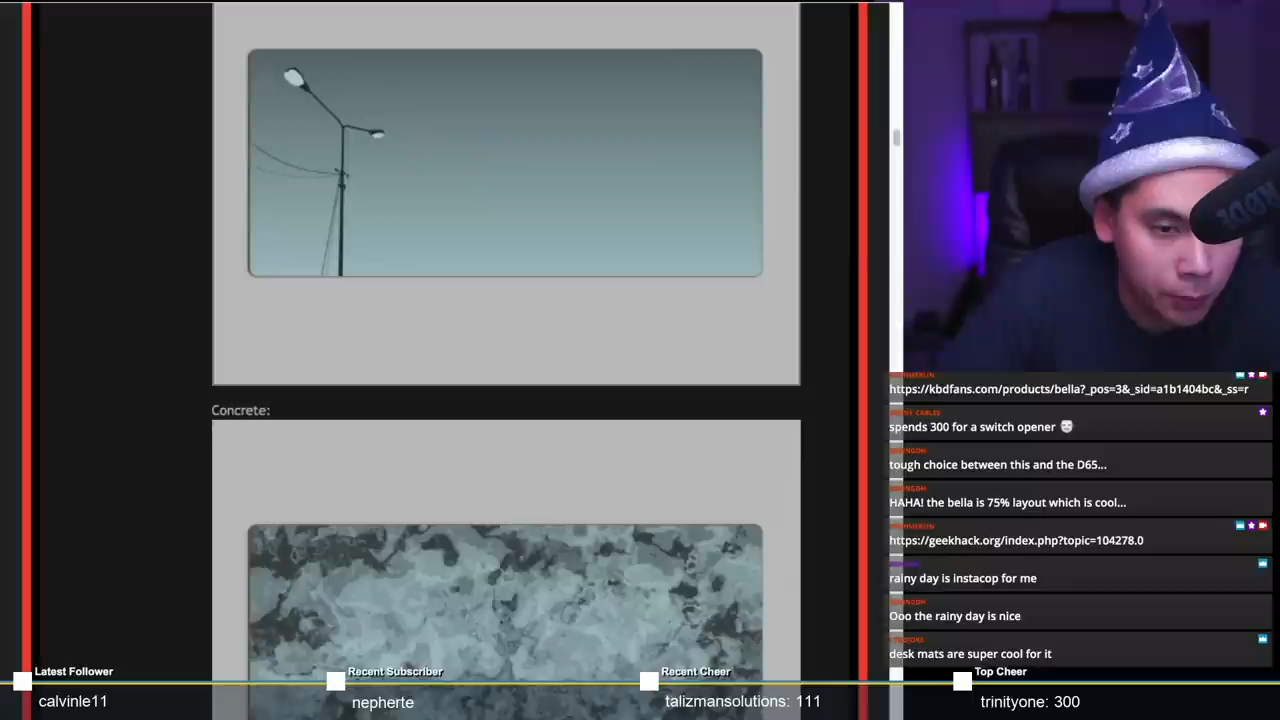 Concrete:
https://kbdfans.com/products/bella?_pos=3&_sid=a1b1404bc&_ss=r
spends 300 for a switch opener
tough choice between this and the D65...
HAHA! the bella is 75% layout which is cool...
https://geekhack.org/index.php?topic=104278.0
rainy day is instacop for me
Ooo the rainy day is nice
desk mats are super cool for it
Latest Follower
calvinle11
Recent Subscriber
nepherte
Recent Cheer
talizmansolutions: 111
Top Cheer
trinityone: 300